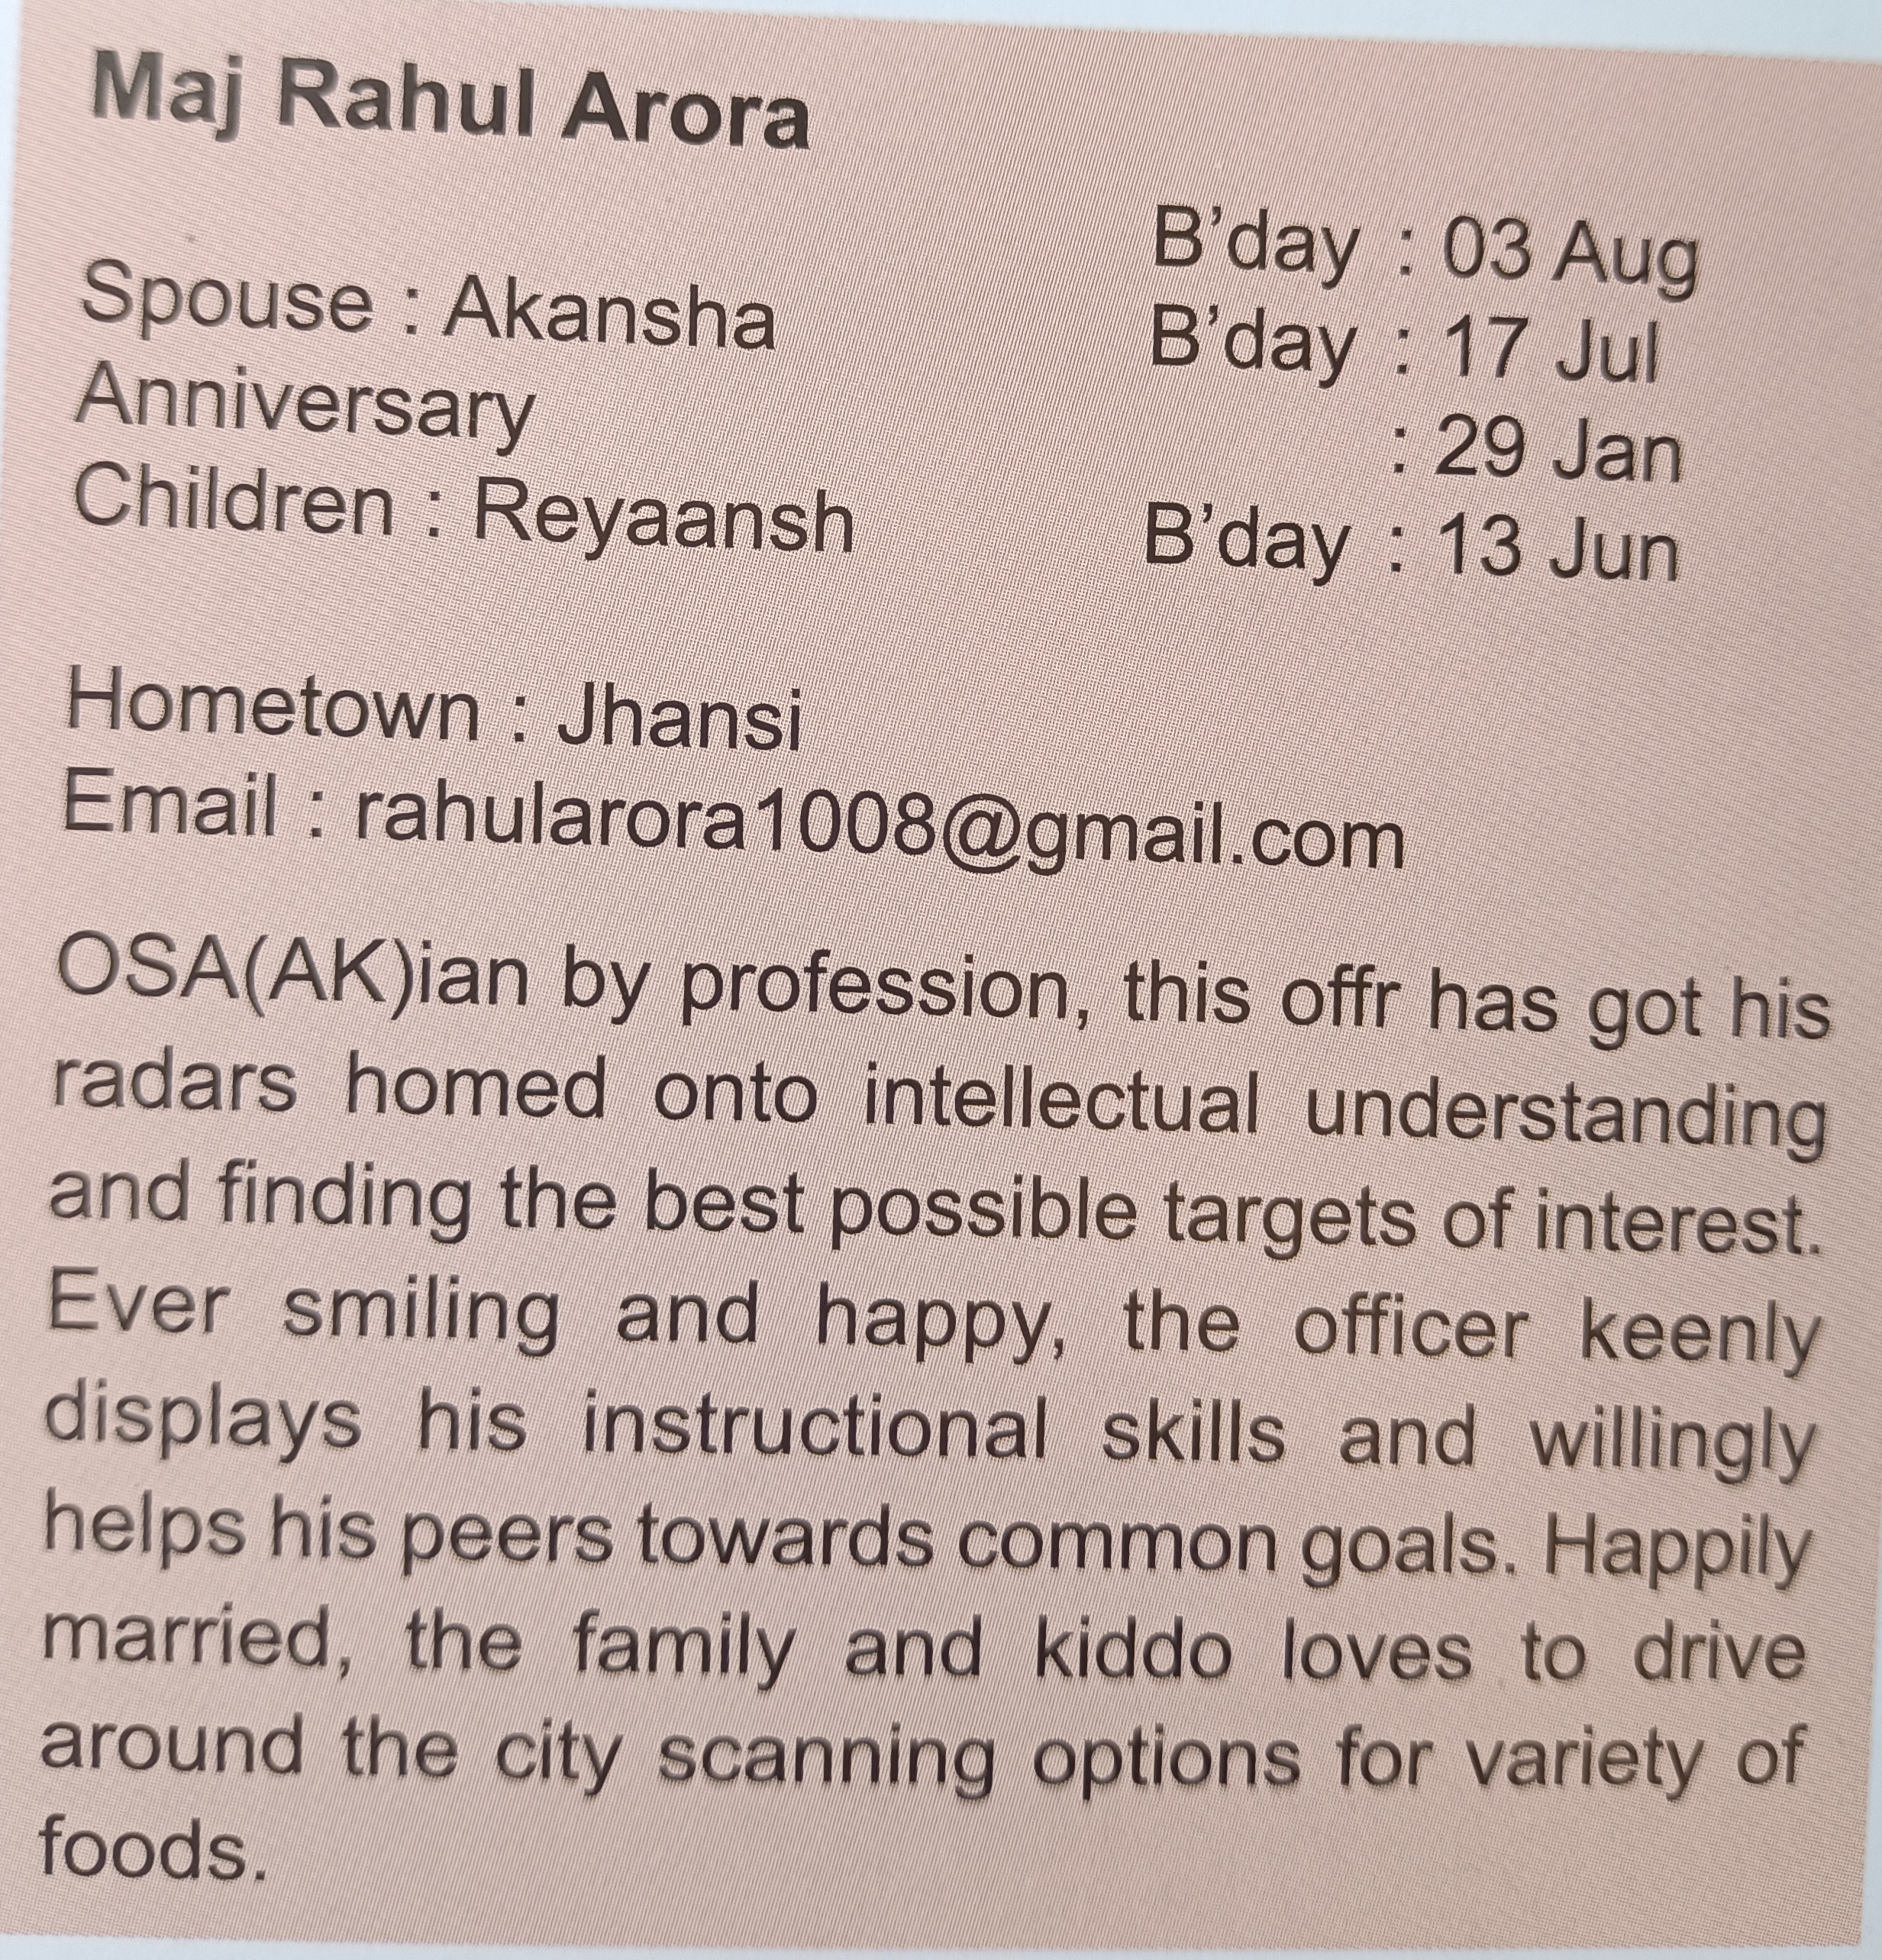 Maj Rahul Arora
B'day : 03 Aug
Spouse : Akansha B'day : 17 Jul
Anniversary : 29 Jan
Children : Reyaansh B'day : 13 Jun
Hometown : Jhansi
Email : rahularora1008@gmail.com
OSA(AK)ian by profession, this offr has got his
radars homed onto intellectual understanding
and finding the best possible targets of interest.
Ever smiling and happy, the officer keenly
displays his instructional skills and willingly
helps his peers towards common goals. Happily
married, the family and kiddo loves to drive
around the city scanning options for variety of
foods.